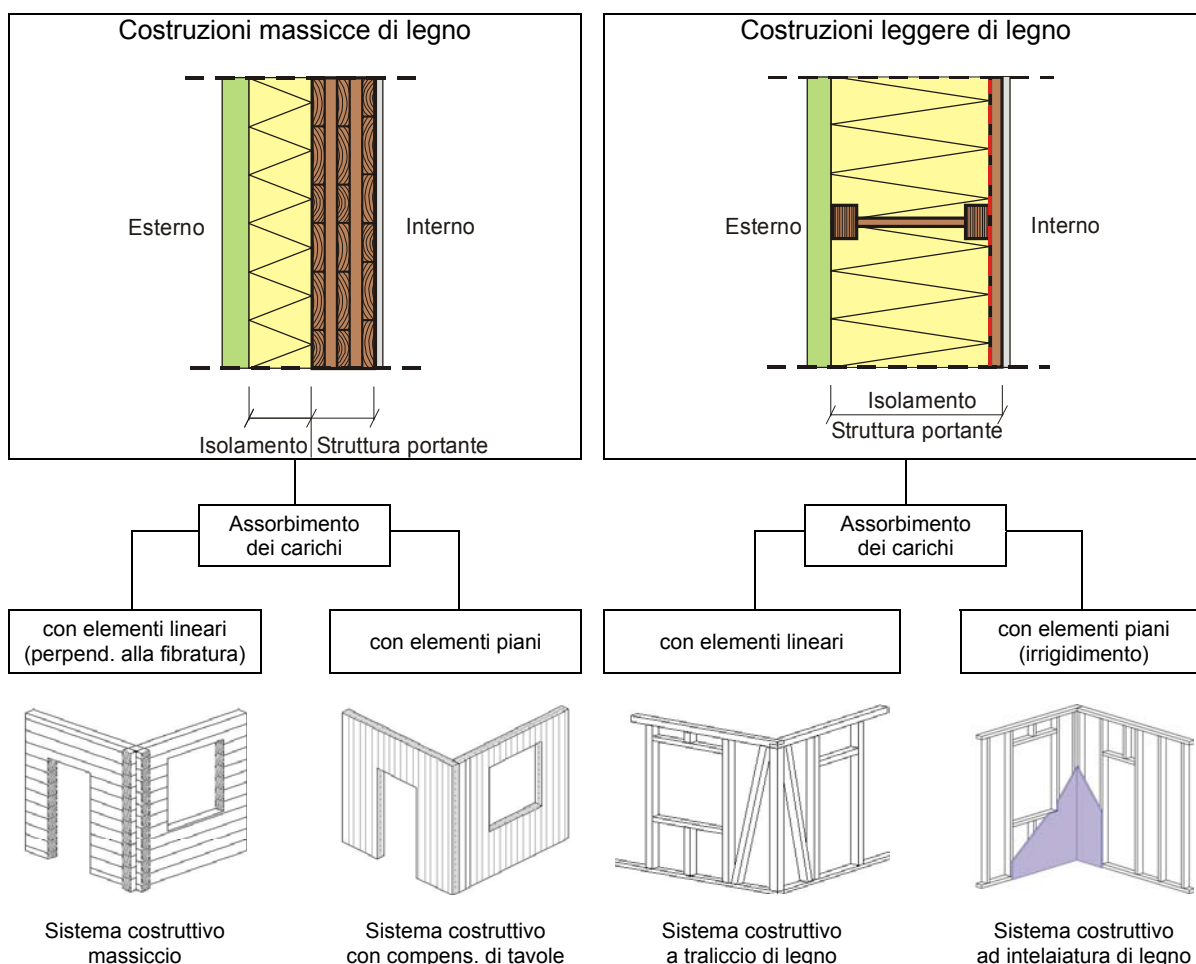 Costruzioni massicce di legno
Esterno
Interno
Isolamento
Struttura portante
Assorbimento
dei carichi
con elementi lineari
(perpend. alla fibratura)
con elementi piani
Sistema costruttivo
massiccio
Sistema costruttivo
con compens. di tavole
Costruzioni leggere di legno
Esterno
Interno
Isolamento
Struttura portante
Assorbimento
dei carichi
con elementi lineari
con elementi piani
(irrigidimento)
Sistema costruttivo
a traliccio di legno
Sistema costruttivo
ad intelaiatura di legno